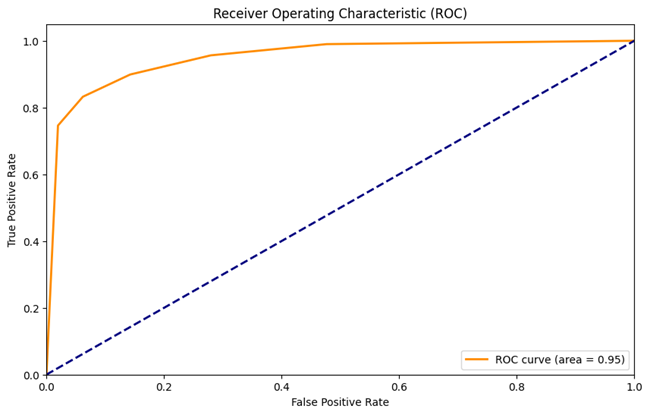 Receiver Operating Characteristic (ROC)
1.0
0.8
0.6
0.4
0.2
0.0
True Positive Rate
ROC curve (area = 0.95)
0.0 0.2 0.4 0.6 0.8 1.0
False Positive Rate